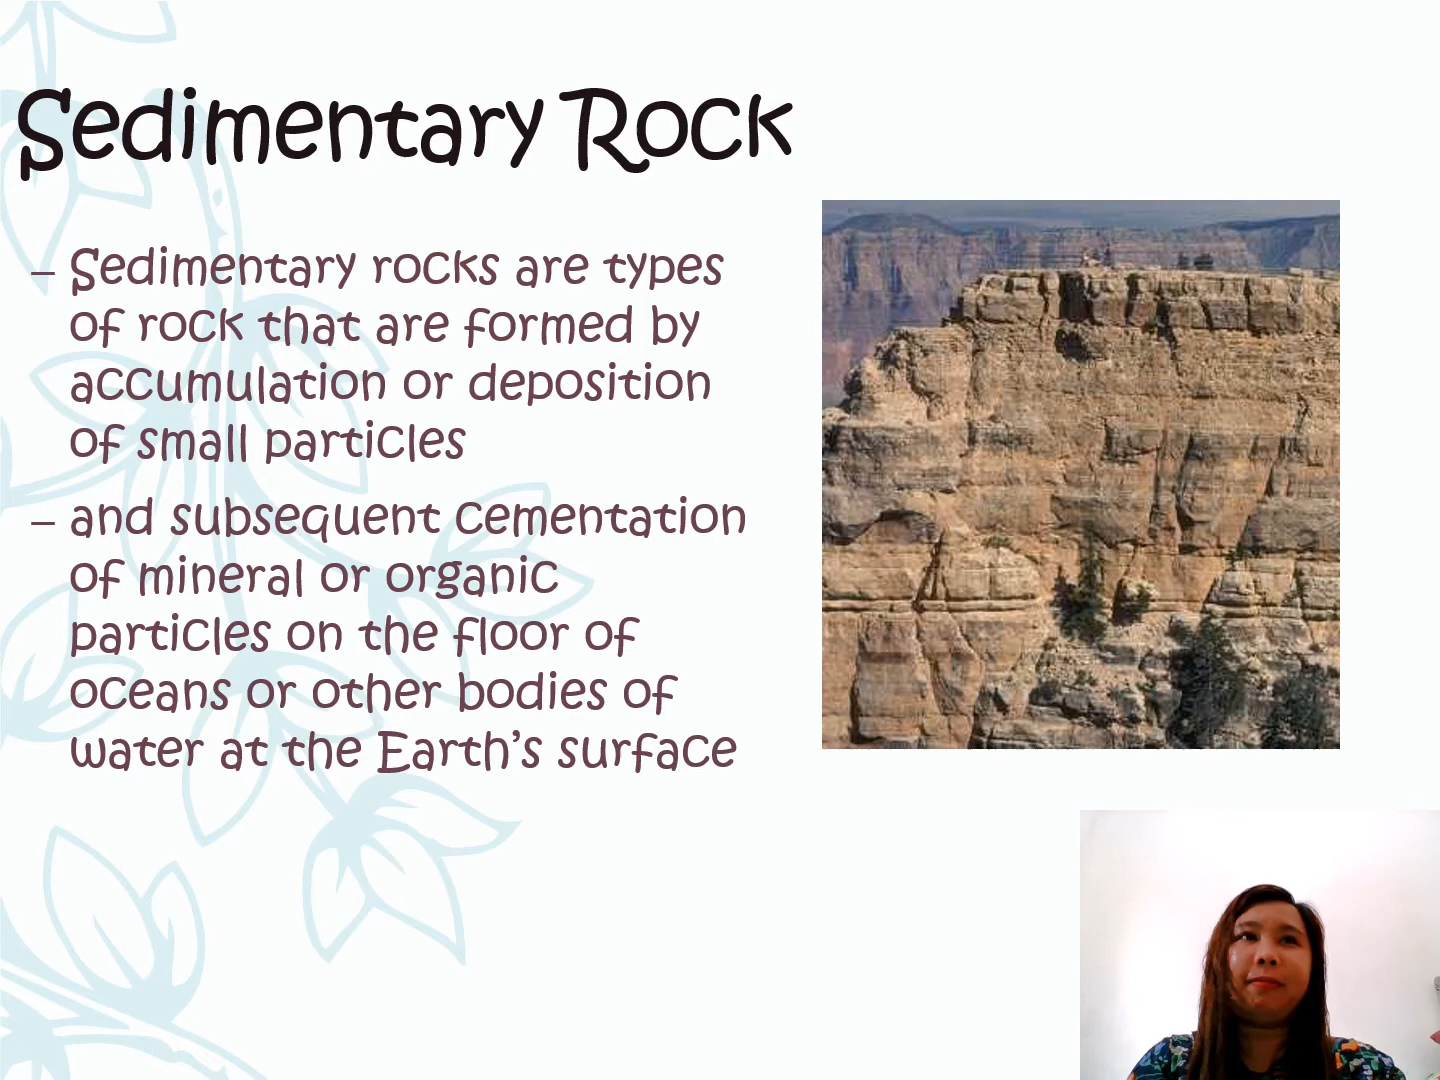 Sedimentary Rock
– Sedimentary rocks are types
of rock that are formed by
accumulation or deposition
of small particles
– and subsequent cementation
of mineral or organic
particles on the floor of
oceans or other bodies of
water at the Earth’s surface